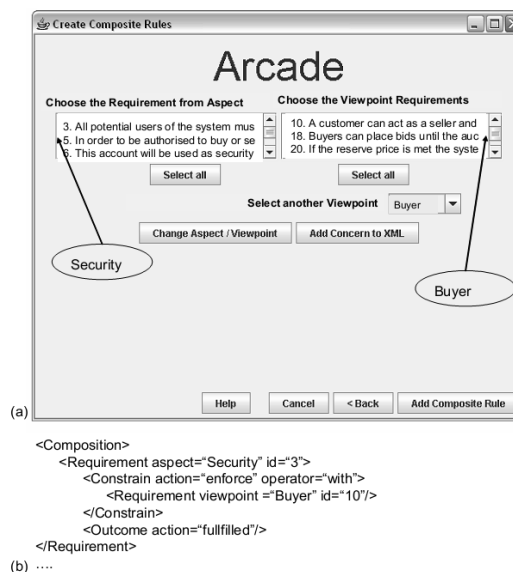 Create Composite Rules
Arcade
Choose the Requirement from Aspect
Choose the Viewpoint Requirements
3. All potential users of the system mus
5. In order to be authorised to buy or se
6. This account will be used as security
10. A customer can act as a seller and
18. Buyers can place bids until the auc
20. If the reserve price is met the syste
Select all
Select all
Select another Viewpoint Buyer
Change Aspect / Viewpoint
Add Concern to XML
Security
Buyer
Help
Cancel
< Back
Add Composite Rule
(a)
<Composition>
<Requirement aspect=“Security” id=“3”>
<Constrain action=“enforce” operator=“with”>
<Requirement viewpoint =“Buyer” id=“10”/>
</Constrain>
<Outcome action=“fullfilled”/>
</Requirement>
(b) ....